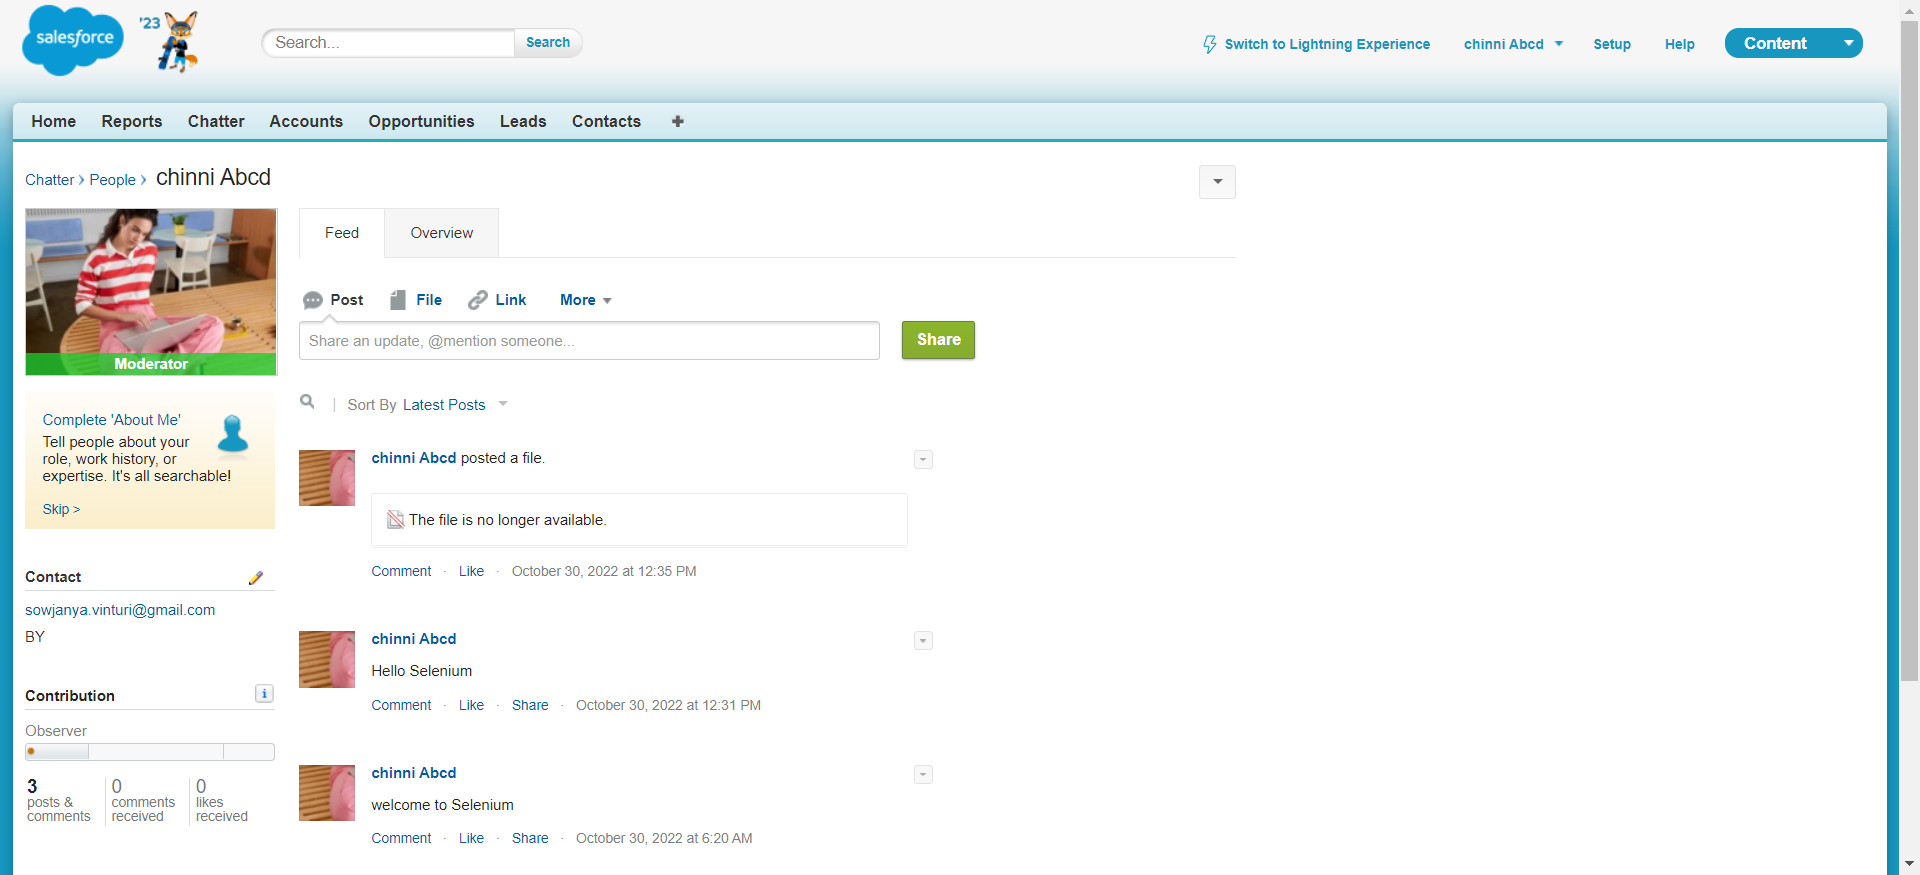 salesforce
'23
Search...
Search
Switch to Lightning Experience
chinni Abcd
Setup
Help
Content
Home
Reports
Chatter
Accounts
Opportunities
Leads
Contacts
+
Chatter › People › chinni Abcd
Moderator
Complete 'About Me'
Tell people about your
role, work history, or
expertise. It's all searchable!
Skip >
Contact
sowjanya.vinturi@gmail.com
BY
Contribution
i
Observer
3
posts &
comments
0
comments
received
0
likes
received
Feed
Overview
Post
File
Link
More
Share an update, @mention someone...
Share
| Sort By Latest Posts
chinni Abcd posted a file.
The file is no longer available.
Comment · Like · October 30, 2022 at 12:35 PM
chinni Abcd
Hello Selenium
Comment · Like · Share · October 30, 2022 at 12:31 PM
chinni Abcd
welcome to Selenium
Comment · Like · Share · October 30, 2022 at 6:20 AM